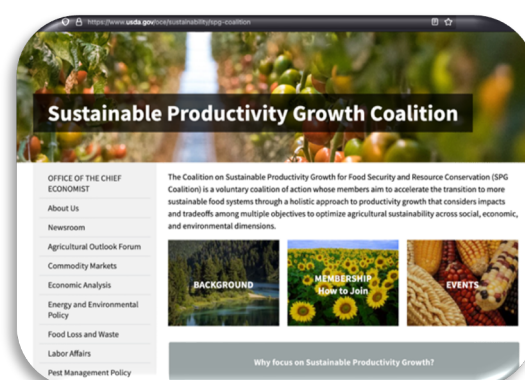 https://www.usda.gov/oce/sustainability/spg-coalition
Sustainable Productivity Growth Coalition
OFFICE OF THE CHIEF
ECONOMIST
About Us
Newsroom
Agricultural Outlook Forum
Commodity Markets
Economic Analysis
Energy and Environmental
Policy
Food Loss and Waste
Labor Affairs
Pest Management Policy
The Coalition on Sustainable Productivity Growth for Food Security and Resource Conservation (SPG
Coalition) is a voluntary coalition of action whose members aim to accelerate the transition to more
sustainable food systems through a holistic approach to productivity growth that considers impacts
and tradeoffs among multiple objectives to optimize agricultural sustainability across social, economic,
and environmental dimensions.
BACKGROUND
MEMBERSHIP
How to Join
EVENTS
Why focus on Sustainable Productivity Growth?